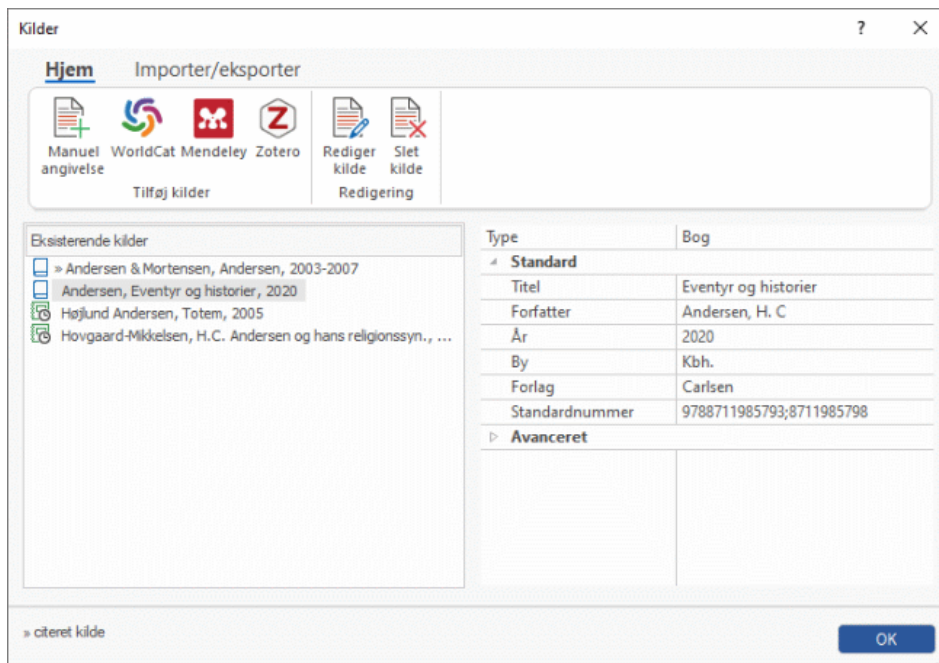 Kilder
?
Hjem Importer/eksporter
Manuel angivelse
WorldCat
Mendeley
Zotero
Rediger kilde
Slet kilde
Tilføj kilder
Redigering
Eksisterende kilder
» Andersen & Mortensen, Andersen, 2003-2007
Andersen, Eventyr og historier, 2020
Højlund Andersen, Totem, 2005
Hovgaard-Mikkelsen, H.C. Andersen og hans religionssyn., ...
Type Bog
Standard
Titel Eventyr og historier
Forfatter Andersen, H. C
År 2020
By Kbh.
Forlag Carlsen
Standardnummer 9788711985793;8711985798
Avanceret
» citeret kilde
OK